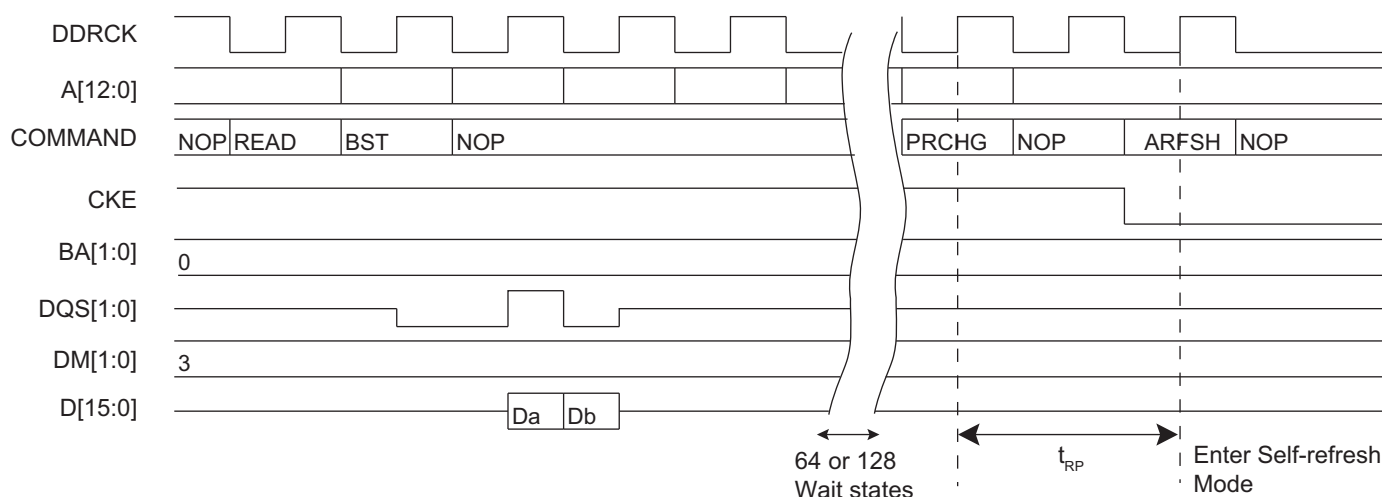 DDRCK
A[12:0]
COMMAND NOP READ BST NOP PRCHG NOP ARFSH NOP
CKE
BA[1:0] 0
DQS[1:0]
DM[1:0] 3
D[15:0] Da Db
64 or 128
Wait states
tRP
Enter Self-refresh
Mode